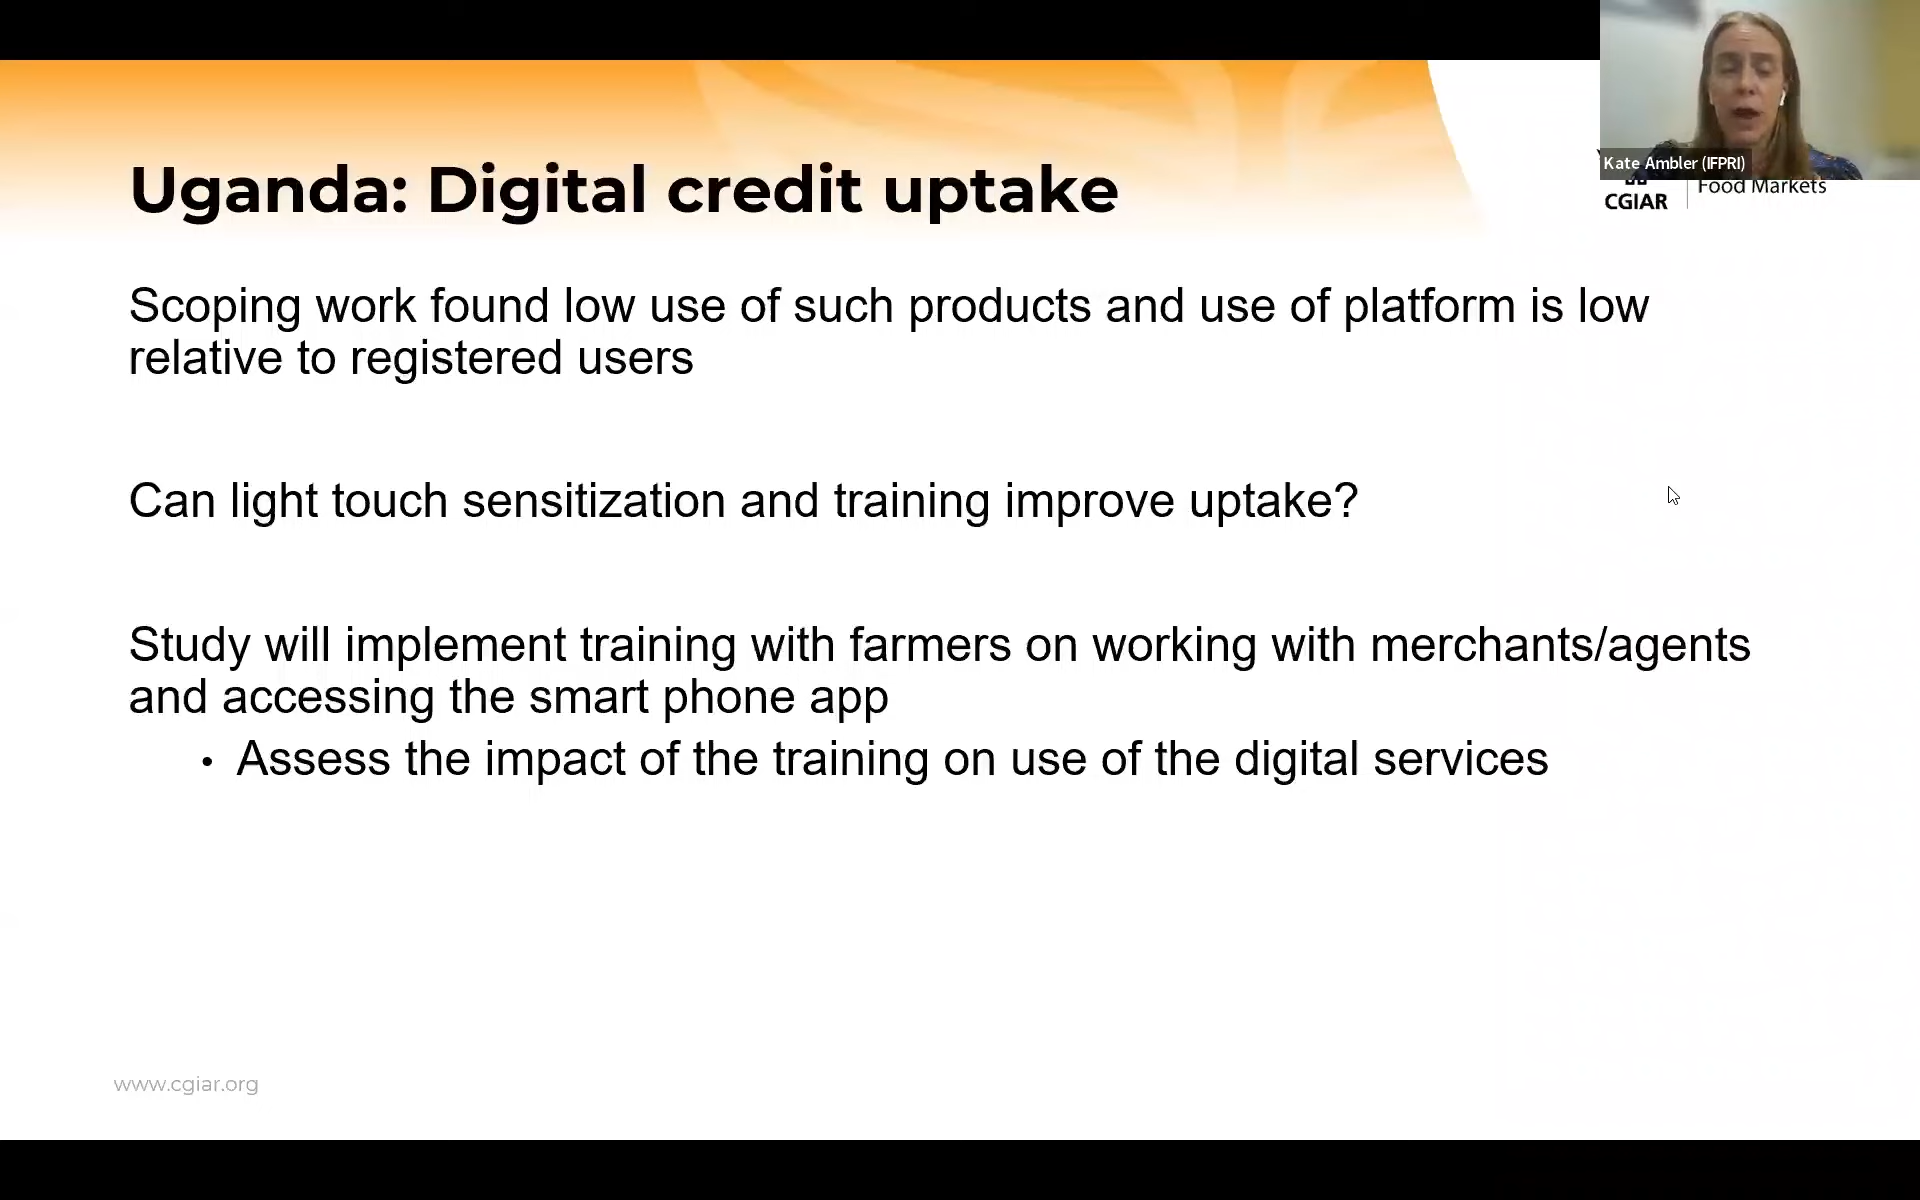 Kate Ambler (IFPRI)
CGIAR
Food Markets
Uganda: Digital credit uptake
Scoping work found low use of such products and use of platform is low
relative to registered users
Can light touch sensitization and training improve uptake?
Study will implement training with farmers on working with merchants/agents
and accessing the smart phone app
• Assess the impact of the training on use of the digital services
www.cgiar.org